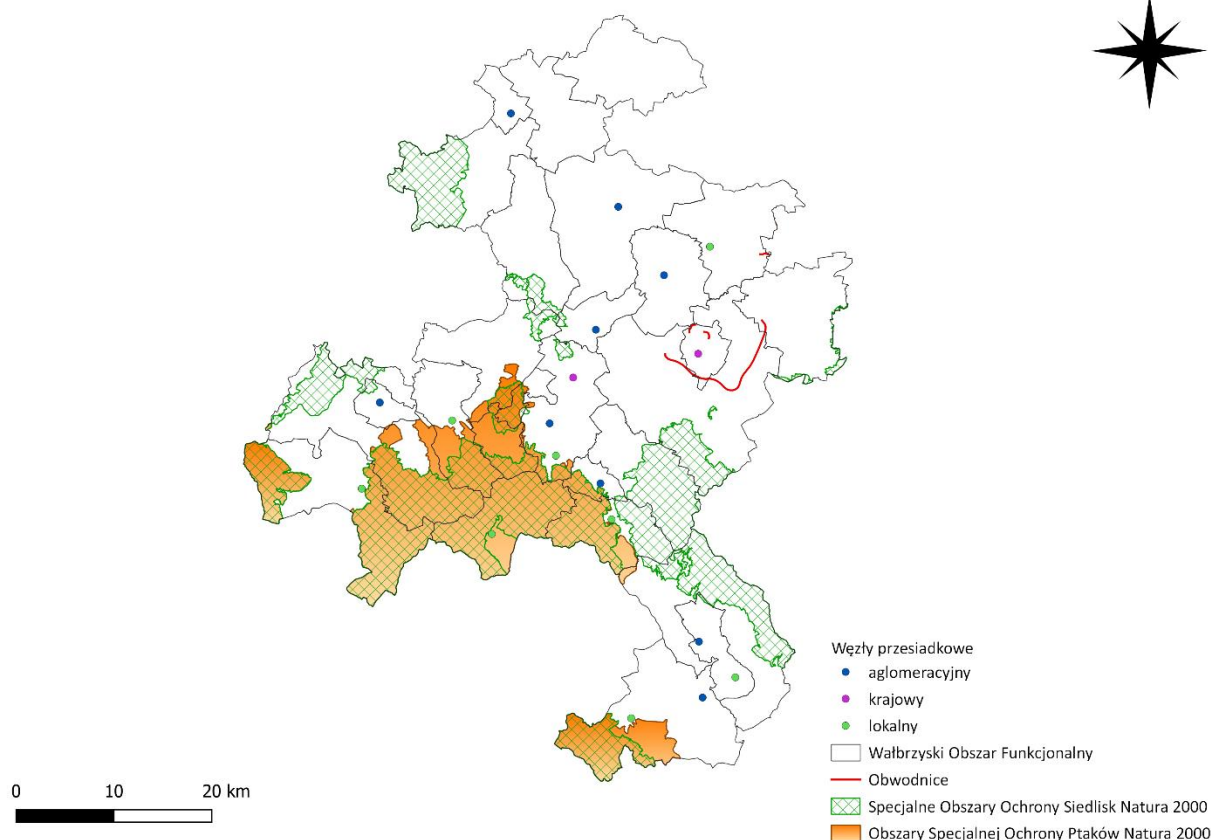 Węzły przesiadkowe
aglomeracyjny
krajowy
lokalny
Wałbrzyski Obszar Funkcjonalny
Obwodnice
Specjalne Obszary Ochrony Siedlisk Natura 2000
Obszary Specjalnej Ochrony Ptaków Natura 2000
0 10 20 km